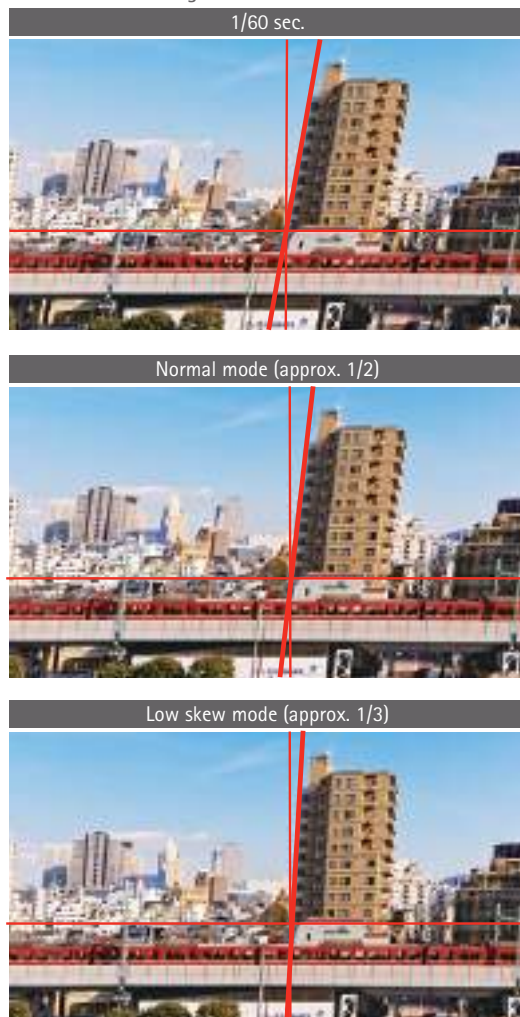 1/60 sec.
Normal mode (approx. 1/2)
Low skew mode (approx. 1/3)